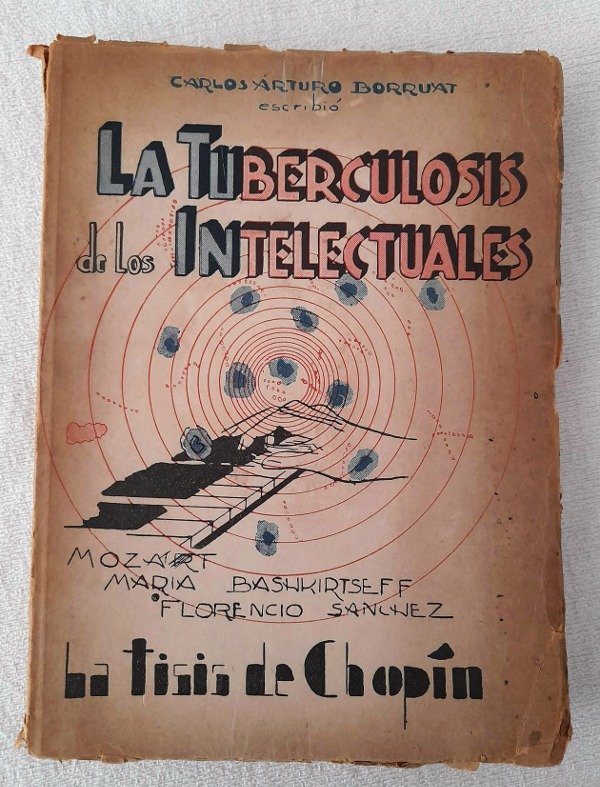 CARLOS ARTURO BORRUAT
escribió
LA TUBERCULOSIS
de los INTELECTUALES
MOZART
MARIA BASHKIRTSEFF
FLORENCIO SANCHEZ
La tisis de Chopín